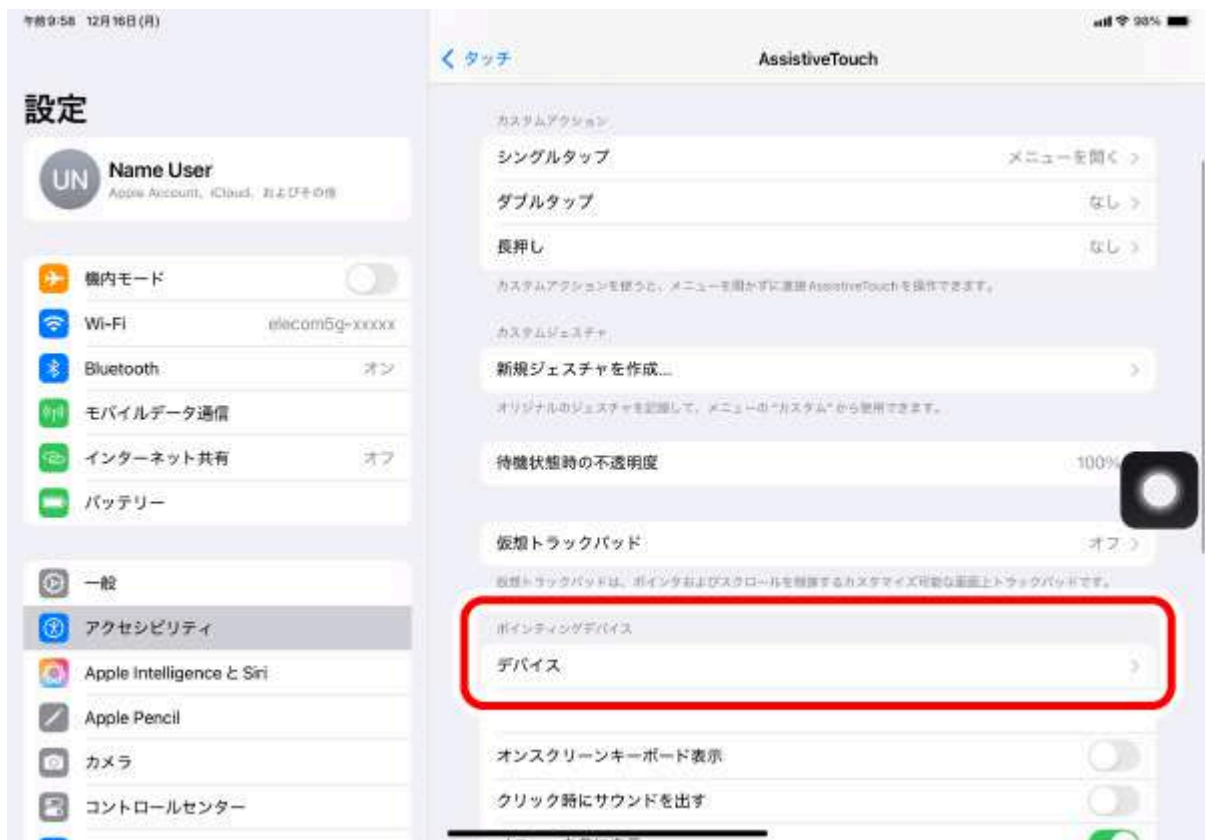 午前9:58 12月16日(月)
98%
設定
UN
Name User
Apple Account、iCloud、およびその他
機内モード
Wi-Fi
elecom5g-xxxxx
Bluetooth
オン
モバイルデータ通信
インターネット共有
オフ
バッテリー
一般
アクセシビリティ
Apple Intelligence と Siri
Apple Pencil
カメラ
コントロールセンター
タッチ
AssistiveTouch
カスタムアクション
シングルタップ
メニューを開く
ダブルタップ
なし
長押し
なし
カスタムアクションを使うと、メニューを開かずに直接AssistiveTouchを操作できます。
カスタムジェスチャ
新規ジェスチャを作成...
オリジナルのジェスチャを記録して、メニューの"カスタム"から使用できます。
待機状態時の不透明度
100%
仮想トラックパッド
オフ
仮想トラックパッドは、ポインタおよびスクロールを制御するカスタマイズ可能な画面上トラックパッドです。
ポインティングデバイス
デバイス
オンスクリーンキーボード表示
クリック時にサウンドを出す